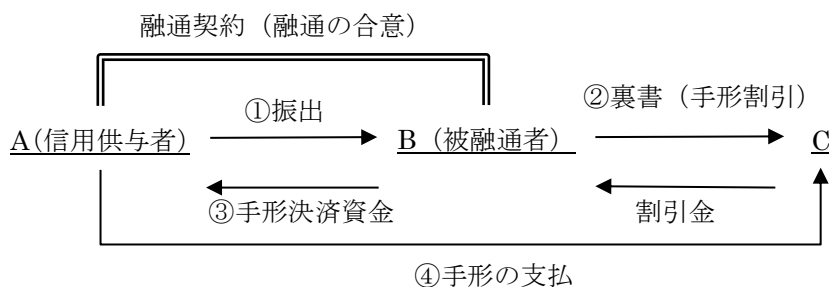 融通契約（融通の合意）
①振出
②裏書（手形割引）
A(信用供与者)
B（被融通者）
C
③手形決済資金
割引金
④手形の支払